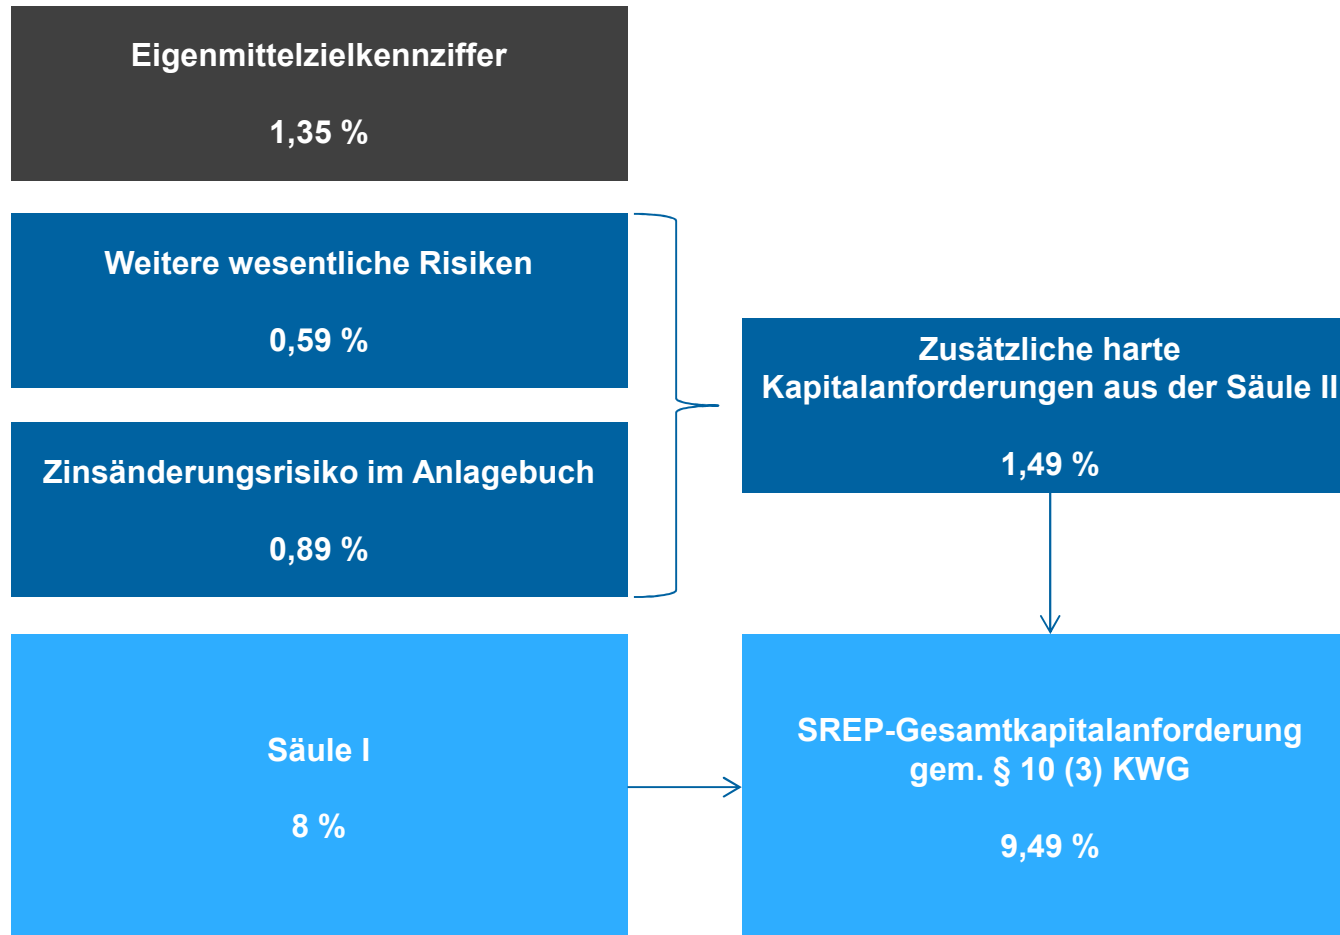 Eigenmittelzielkennziffer
1,35 %
Weitere wesentliche Risiken
0,59 %
Zinsänderungsrisiko im Anlagebuch
0,89 %
Zusätzliche harte
Kapitalanforderungen aus der Säule II
1,49 %
Säule I
8 %
SREP-Gesamtkapitalanforderung
gem. § 10 (3) KWG
9,49 %